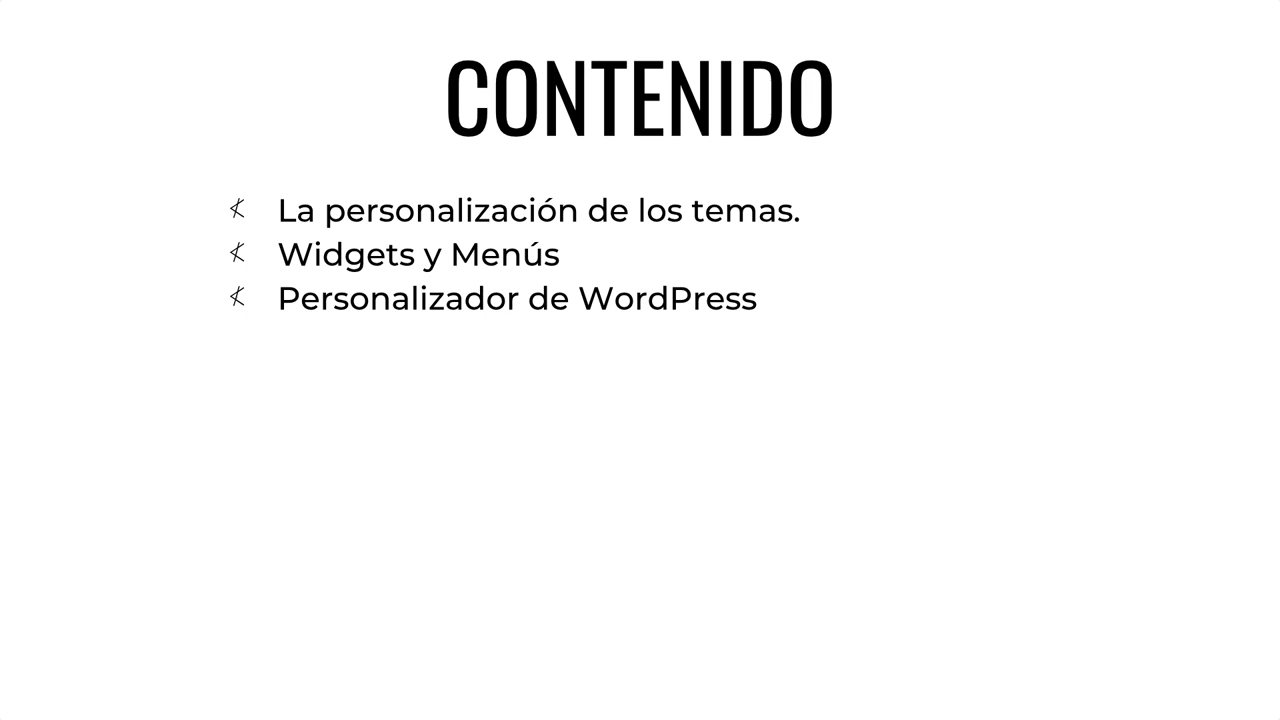 CONTENIDO
La personalización de los temas.
Widgets y Menús
Personalizador de WordPress